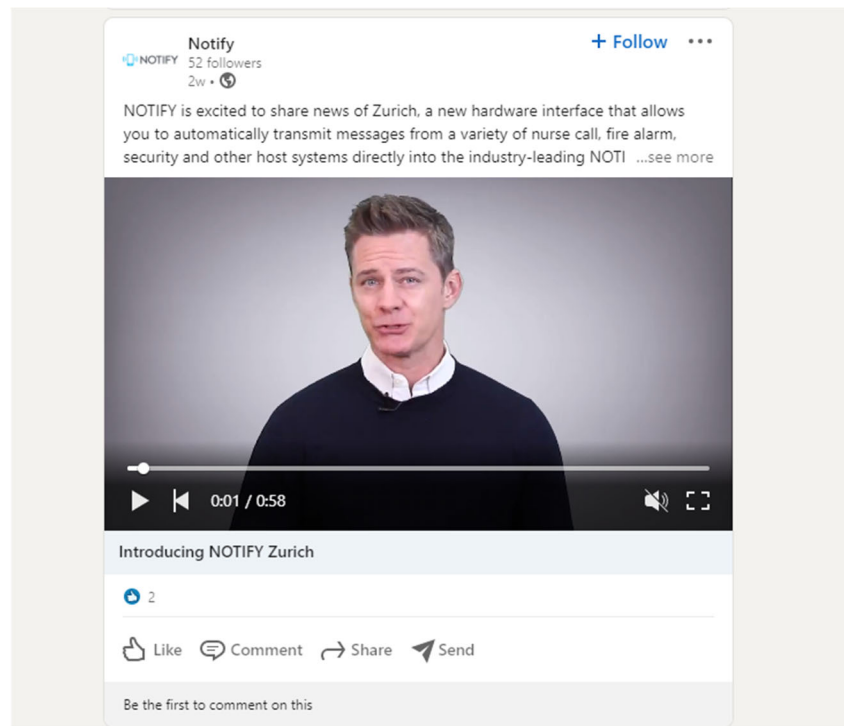 Notify
+ Follow
NOTIFY
52 followers
2w •
NOTIFY is excited to share news of Zurich, a new hardware interface that allows
you to automatically transmit messages from a variety of nurse call, fire alarm,
security and other host systems directly into the industry-leading NOTI ...see more
0:01 / 0:58
Introducing NOTIFY Zurich
2
Like Comment Share Send
Be the first to comment on this